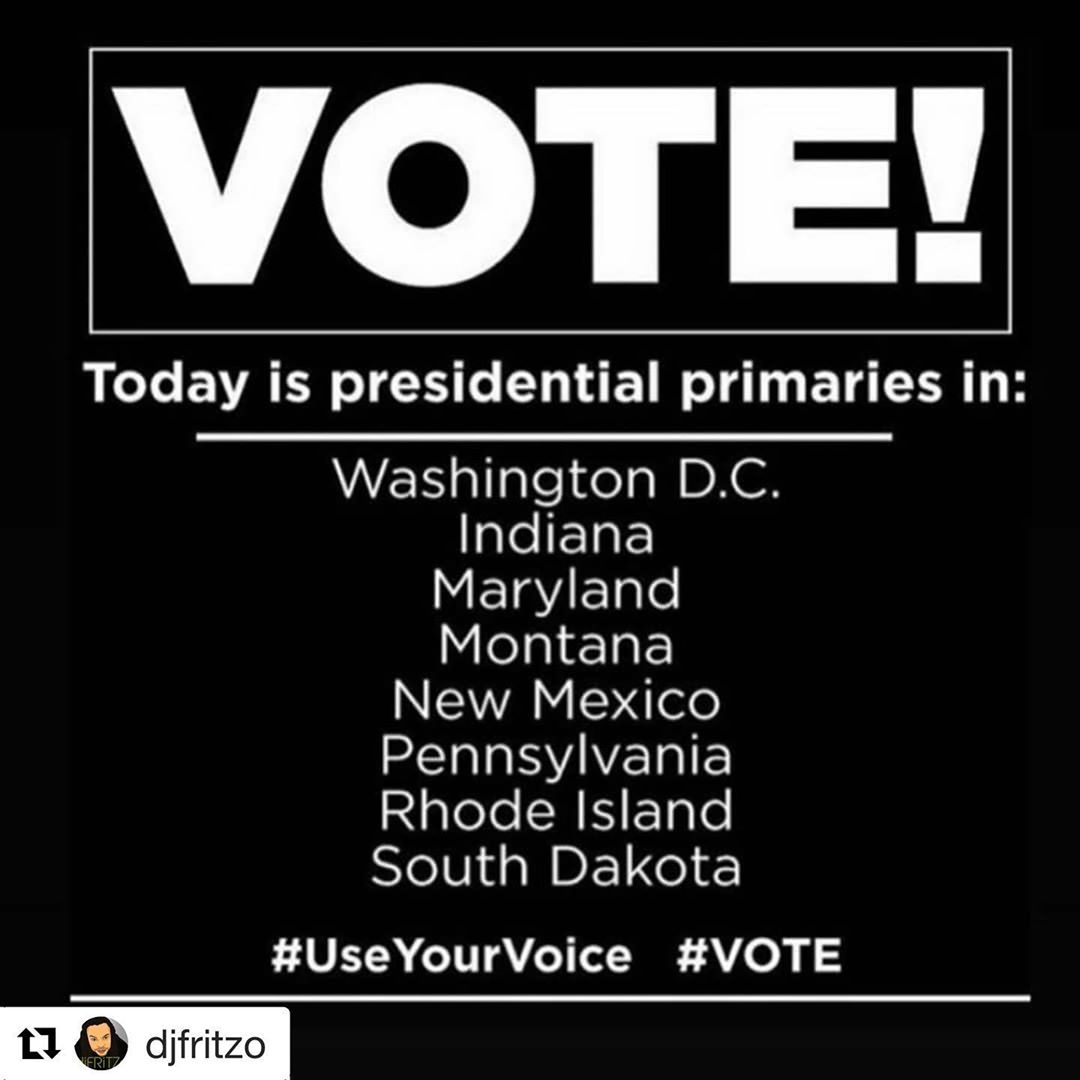 VOTE!
Today is presidential primaries in:
Washington D.C.
Indiana
Maryland
Montana
New Mexico
Pennsylvania
Rhode Island
South Dakota
#UseYourVoice #VOTE
djfritzo